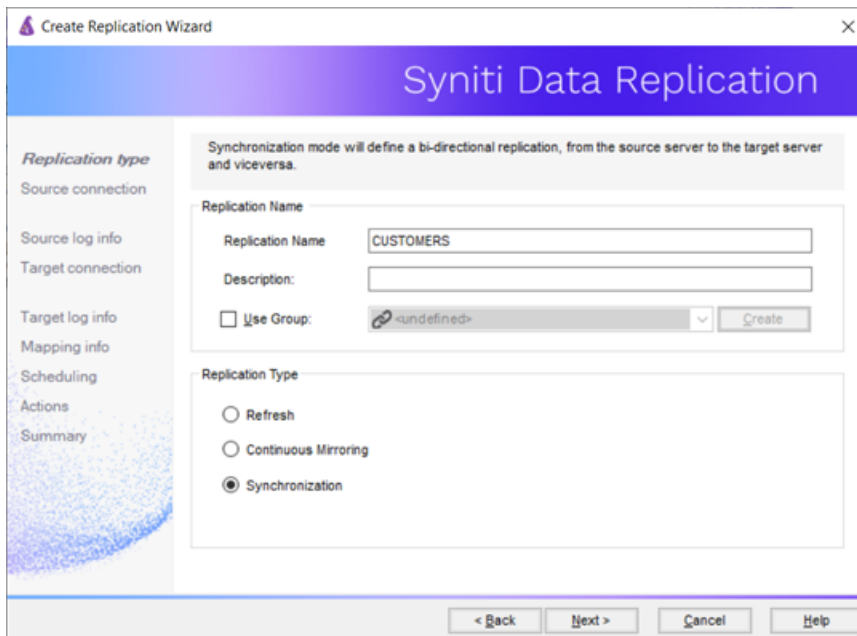 Create Replication Wizard
Syniti Data Replication
Replication type
Source connection
Source log info
Target connection
Target log info
Mapping info
Scheduling
Actions
Summary
Synchronization mode will define a bi-directional replication, from the source server to the target server
and viceversa.
Replication Name
Replication Name
CUSTOMERS
Description:
Use Group:
<undefined>
Create
Replication Type
Refresh
Continuous Mirroring
Synchronization
< Back
Next >
Cancel
Help